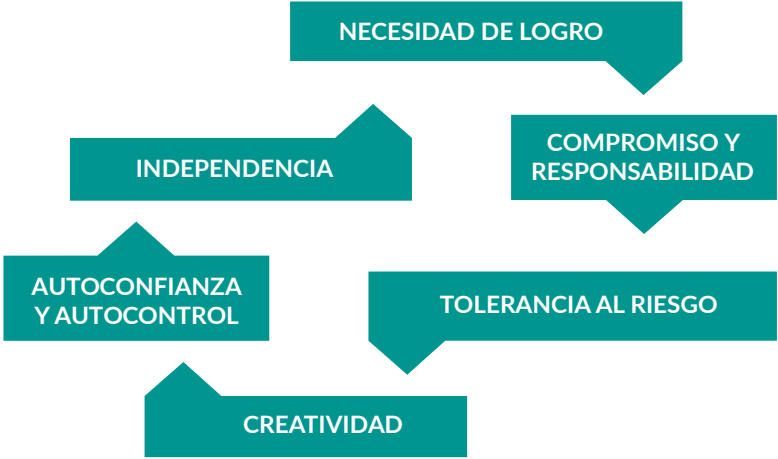 NECESIDAD DE LOGRO
COMPROMISO Y
RESPONSABILIDAD
INDEPENDENCIA
AUTOCONFIANZA
Y AUTOCONTROL
TOLERANCIA AL RIESGO
CREATIVIDAD